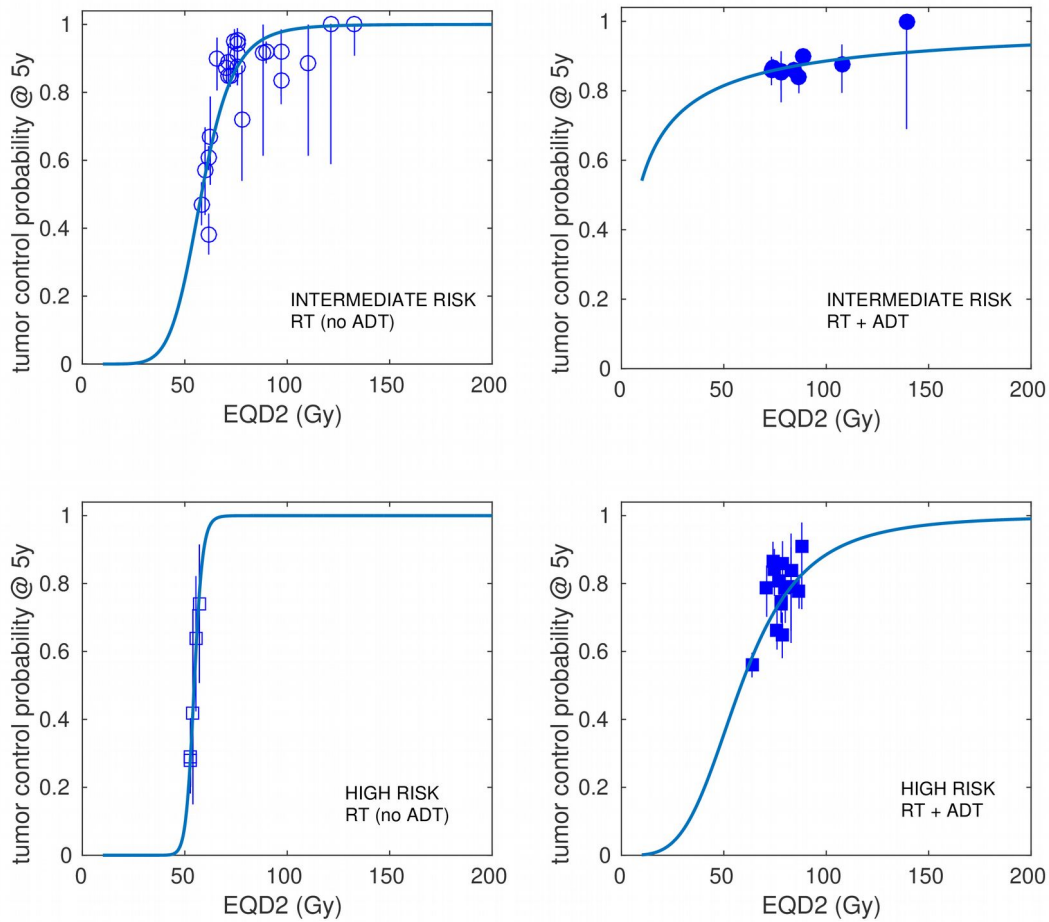 tumor control probability @ 5y
1
0.8
0.6
0.4
0.2
0
INTERMEDIATE RISK
RT (no ADT)
0 50 100 150 200
EQD2 (Gy)
tumor control probability @ 5y
1
0.8
0.6
0.4
0.2
0
INTERMEDIATE RISK
RT + ADT
0 50 100 150 200
EQD2 (Gy)
tumor control probability @ 5y
1
0.8
0.6
0.4
0.2
0
HIGH RISK
RT (no ADT)
0 50 100 150 200
EQD2 (Gy)
tumor control probability @ 5y
1
0.8
0.6
0.4
0.2
0
HIGH RISK
RT + ADT
0 50 100 150 200
EQD2 (Gy)